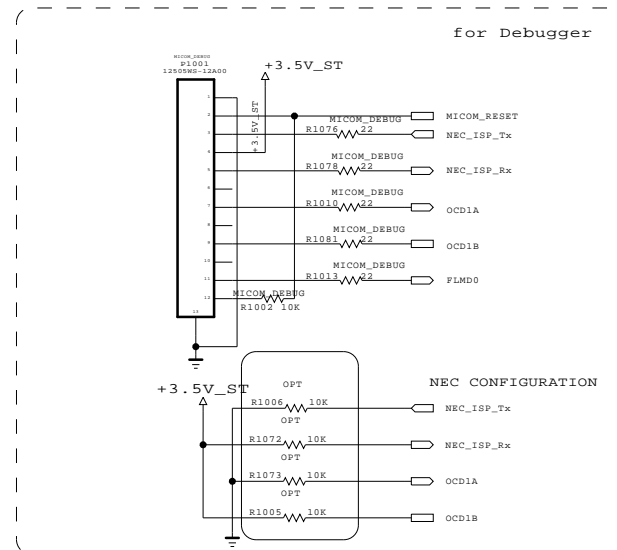 for Debugger
MICOM_DEBUG
P1001
12505WS-12A00
+3.5V_ST
1
+3.5V_ST
2
MICOM_RESET
MICOM_DEBUG
3
R1076
22
NEC_ISP_Tx
4
MICOM_DEBUG
5
R1078
22
NEC_ISP_Rx
6
MICOM_DEBUG
7
R1010
22
OCD1A
8
MICOM_DEBUG
9
R1081
22
OCD1B
10
MICOM_DEBUG
11
R1013
22
FLMD0
12
MICOM_DEBUG
R1002 10K
13
+3.5V_ST
OPT
NEC CONFIGURATION
R1006
10K
NEC_ISP_Tx
OPT
R1072
10K
NEC_ISP_Rx
OPT
R1073
10K
OCD1A
OPT
R1005
10K
OCD1B